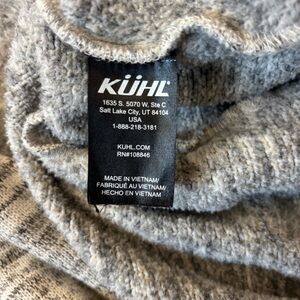 KÜHL
1635 S. 5070 W, Ste C
Salt Lake City, UT 84104
USA
1-888-218-3181
KUHL.COM
RN#108846
MADE IN VIETNAM/
FABRIQUÉ AU VIETNAM/
HECHO EN VIETNAM